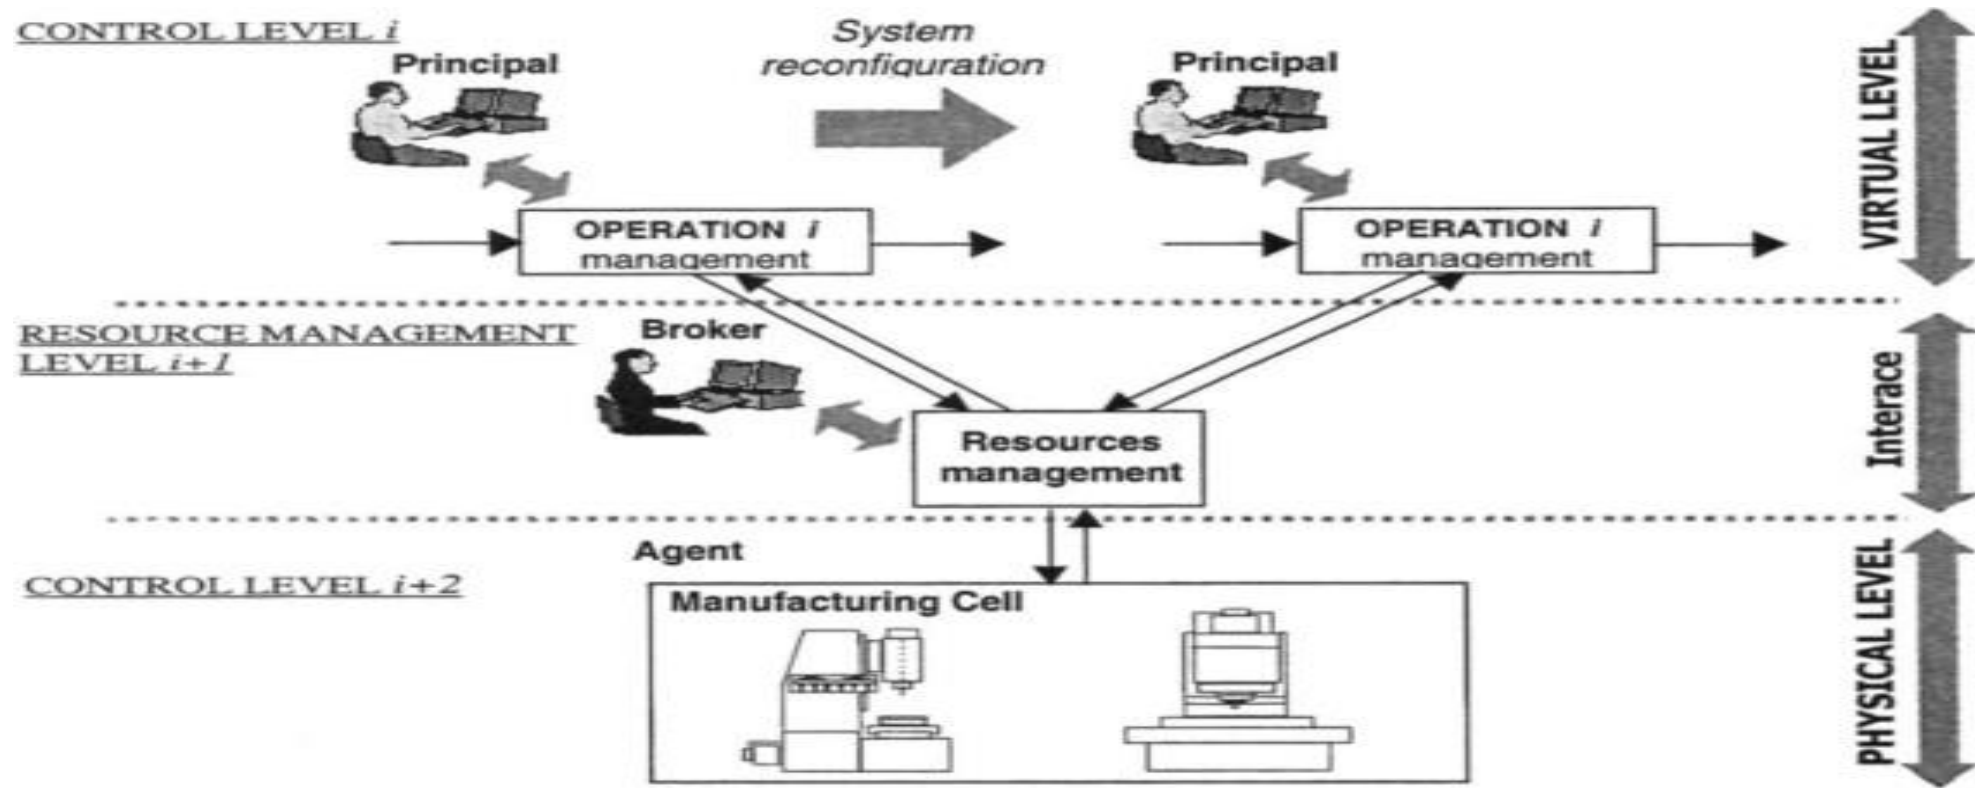 CONTROL LEVEL i
System
reconfiguration
Principal
Principal
OPERATION i
management
OPERATION i
management
VIRTUAL LEVEL
RESOURCE MANAGEMENT
LEVEL i+1
Broker
Resources
management
Interace
Agent
CONTROL LEVEL i+2
Manufacturing Cell
PHYSICAL LEVEL